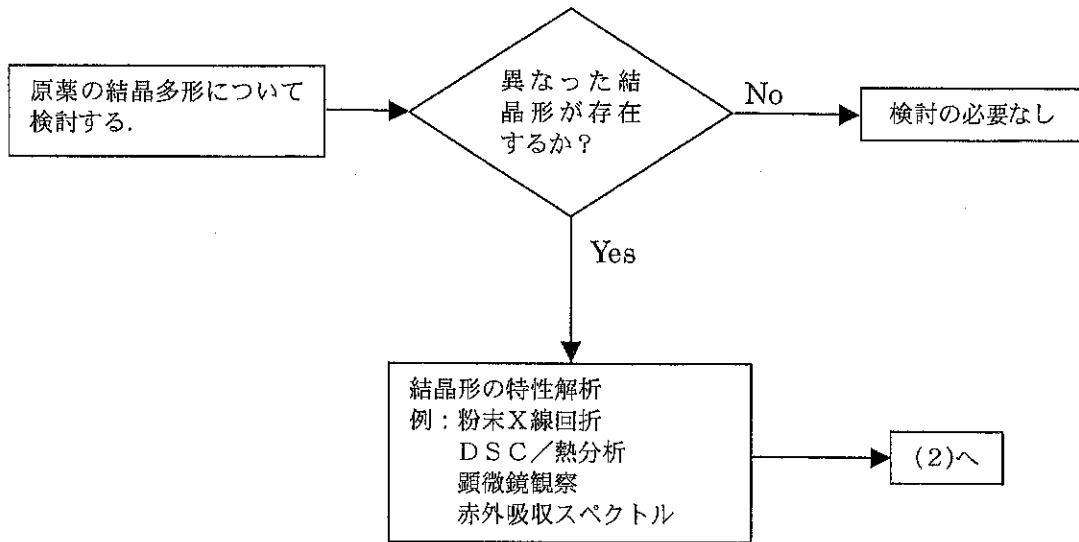 原薬の結晶多形について
検討する.
異なった結
晶形が存在
するか？
No
検討の必要なし
Yes
結晶形の特性解析
例：粉末X線回折
ＤＳＣ／熱分析
顕微鏡観察
赤外吸収スペクトル
(2)へ